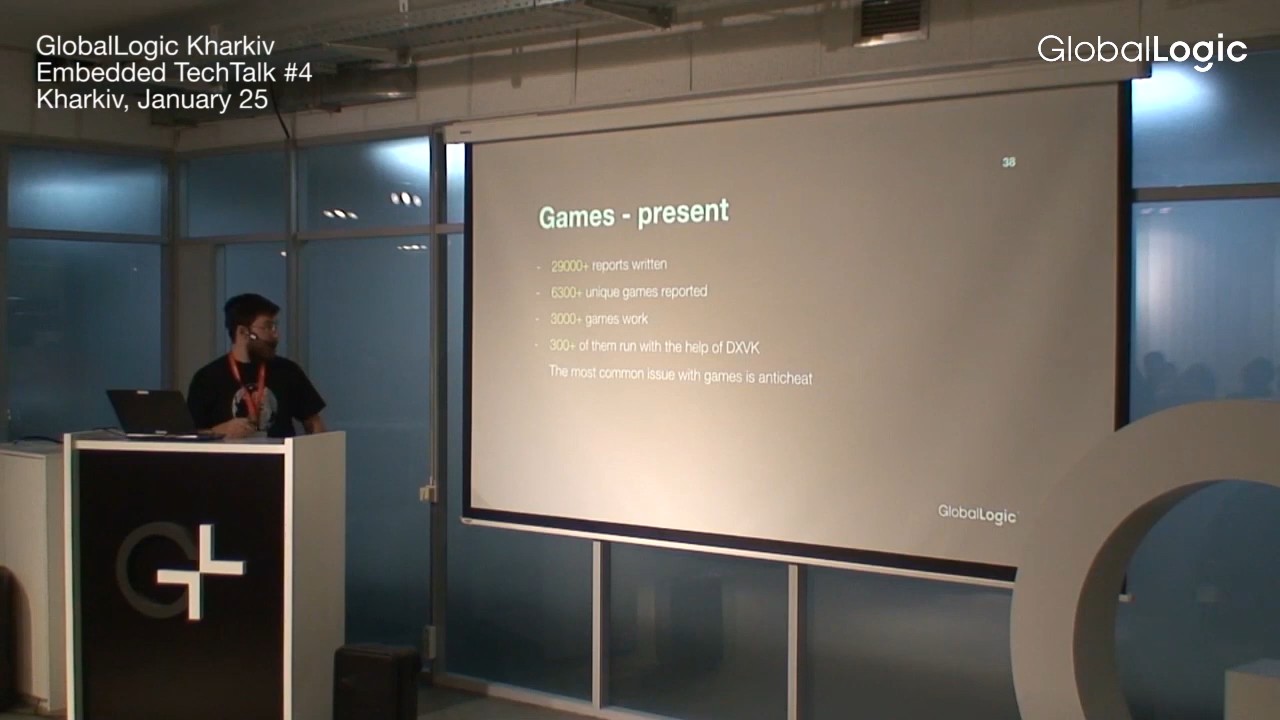 GlobalLogic Kharkiv
Embedded TechTalk #4
Kharkiv, January 25
GlobalLogic
38
Games - present
- 29000+ reports written
- 6300+ unique games reported
- 3000+ games work
- 300+ of them run with the help of DXVK
The most common issue with games is anticheat
GlobalLogic